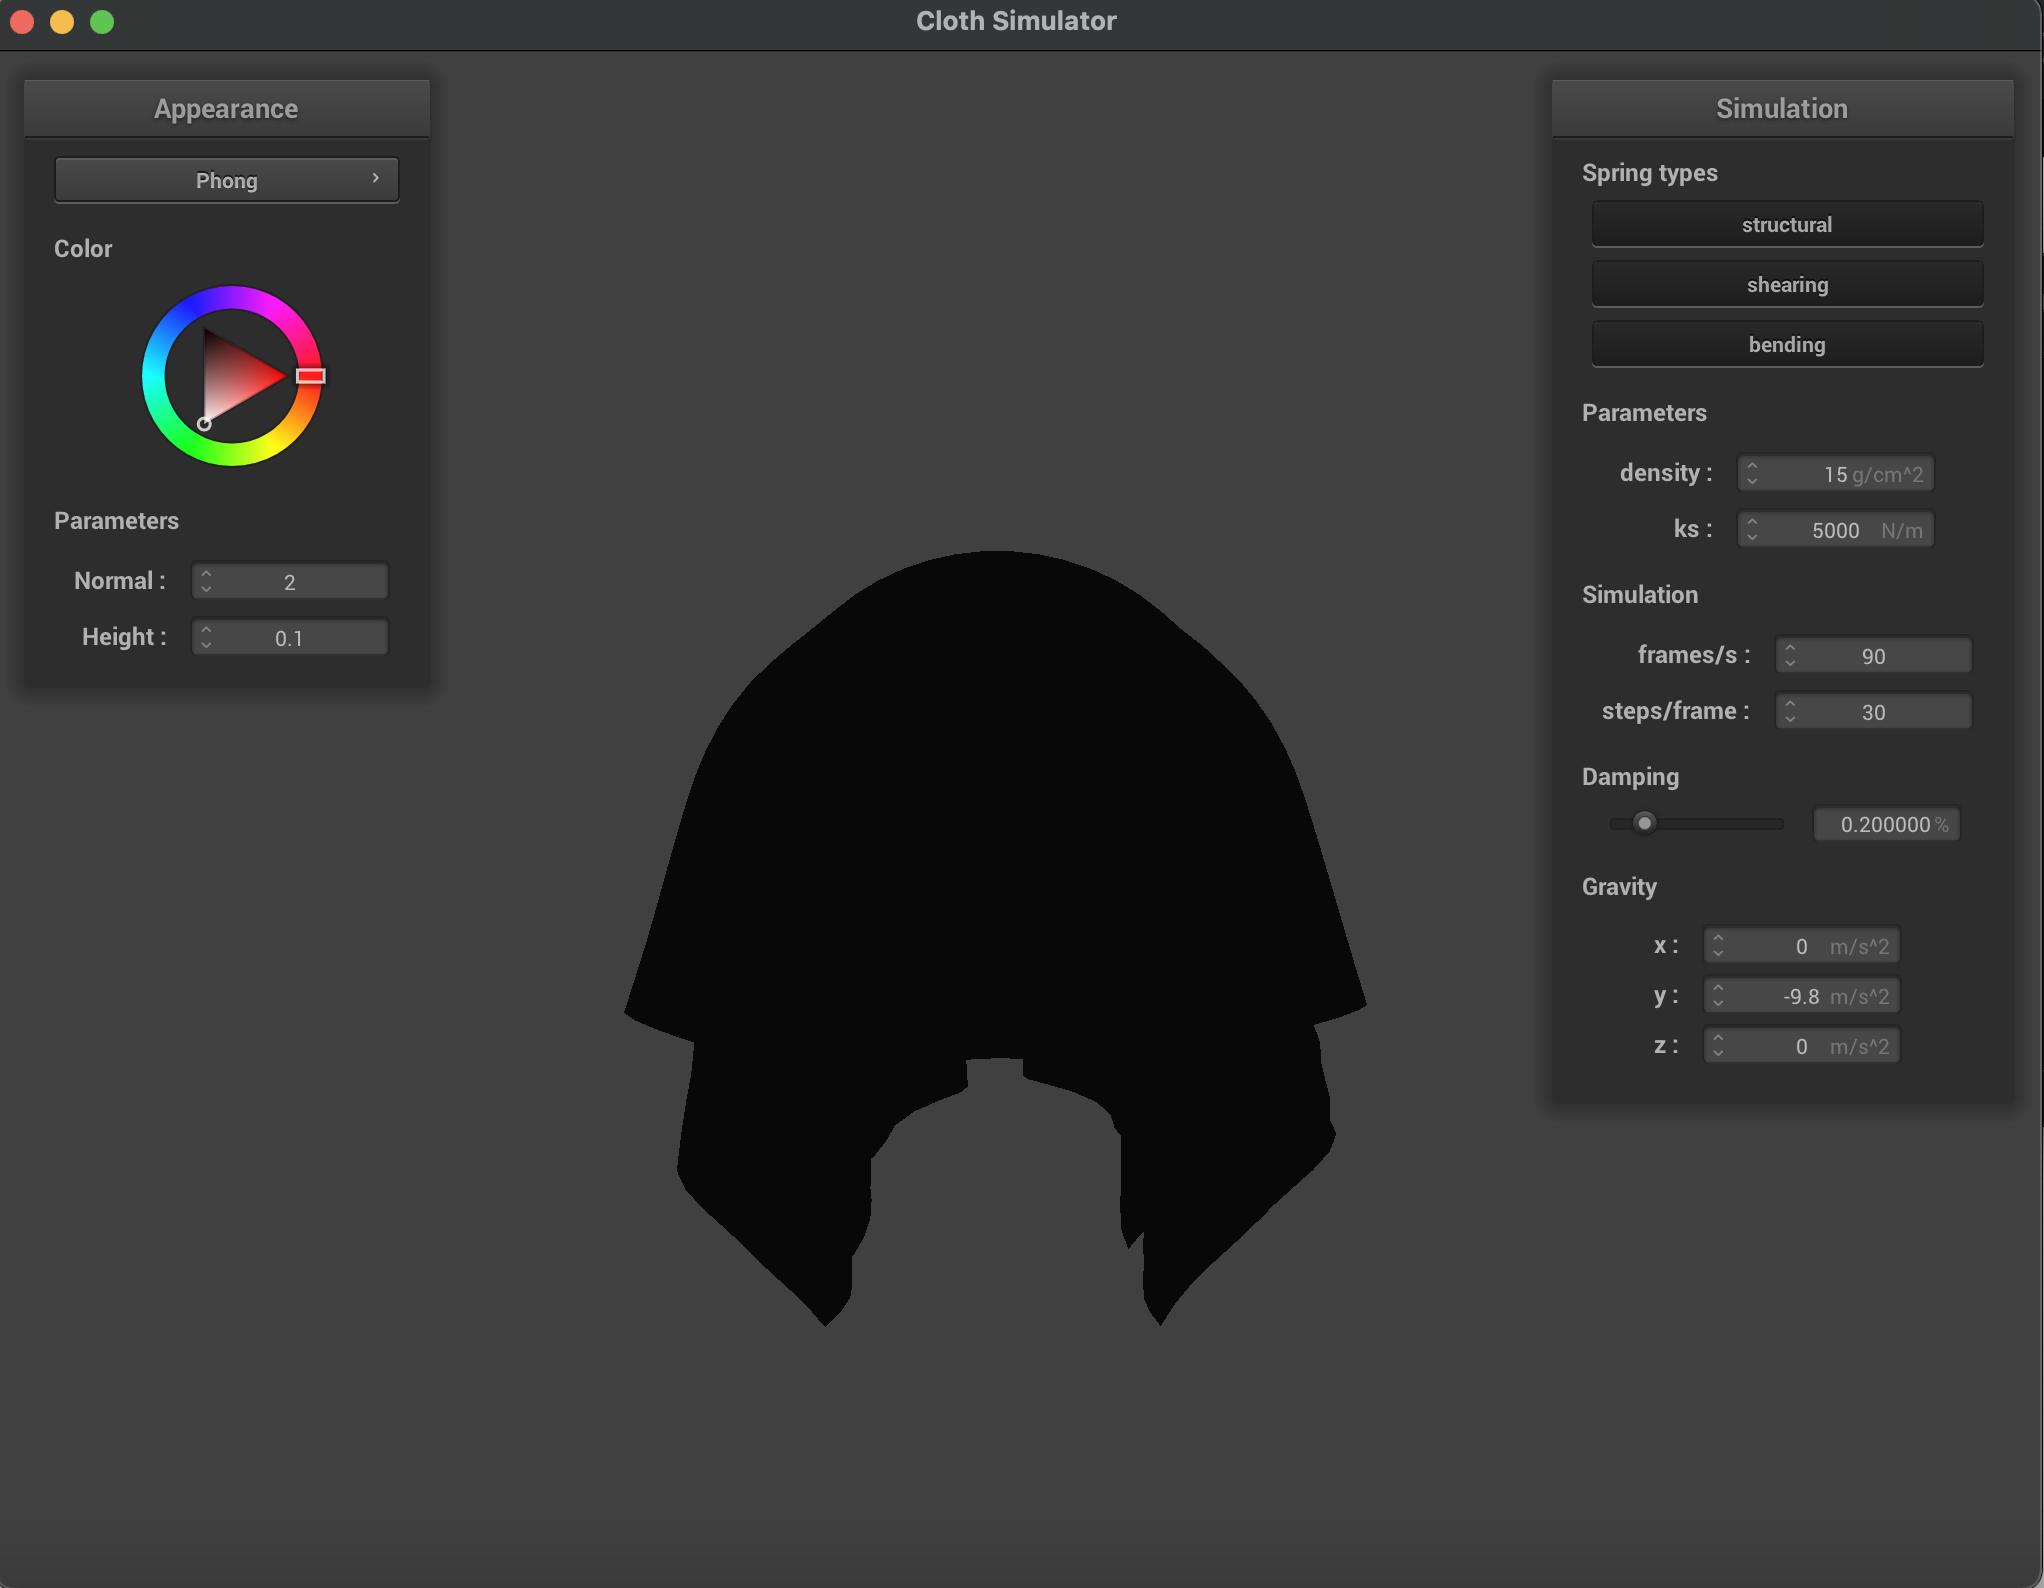 Cloth Simulator
Appearance
Phong
Color
Parameters
Normal : 2
Height : 0.1
Simulation
Spring types
structural
shearing
bending
Parameters
density : 15 g/cm^2
ks : 5000 N/m
Simulation
frames/s : 90
steps/frame : 30
Damping
0.200000 %
Gravity
x : 0 m/s^2
y : -9.8 m/s^2
z : 0 m/s^2